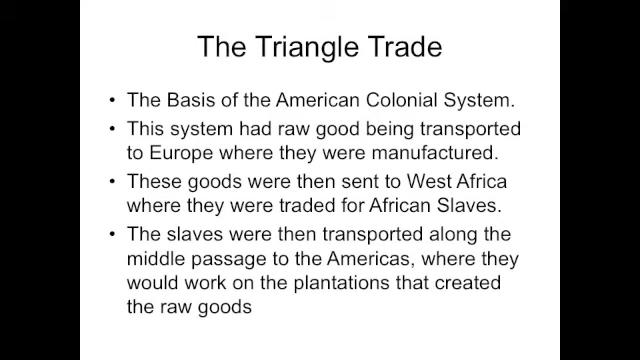 The Triangle Trade
• The Basis of the American Colonial System.
• This system had raw good being transported
to Europe where they were manufactured.
• These goods were then sent to West Africa
where they were traded for African Slaves.
• The slaves were then transported along the
middle passage to the Americas, where they
would work on the plantations that created
the raw goods